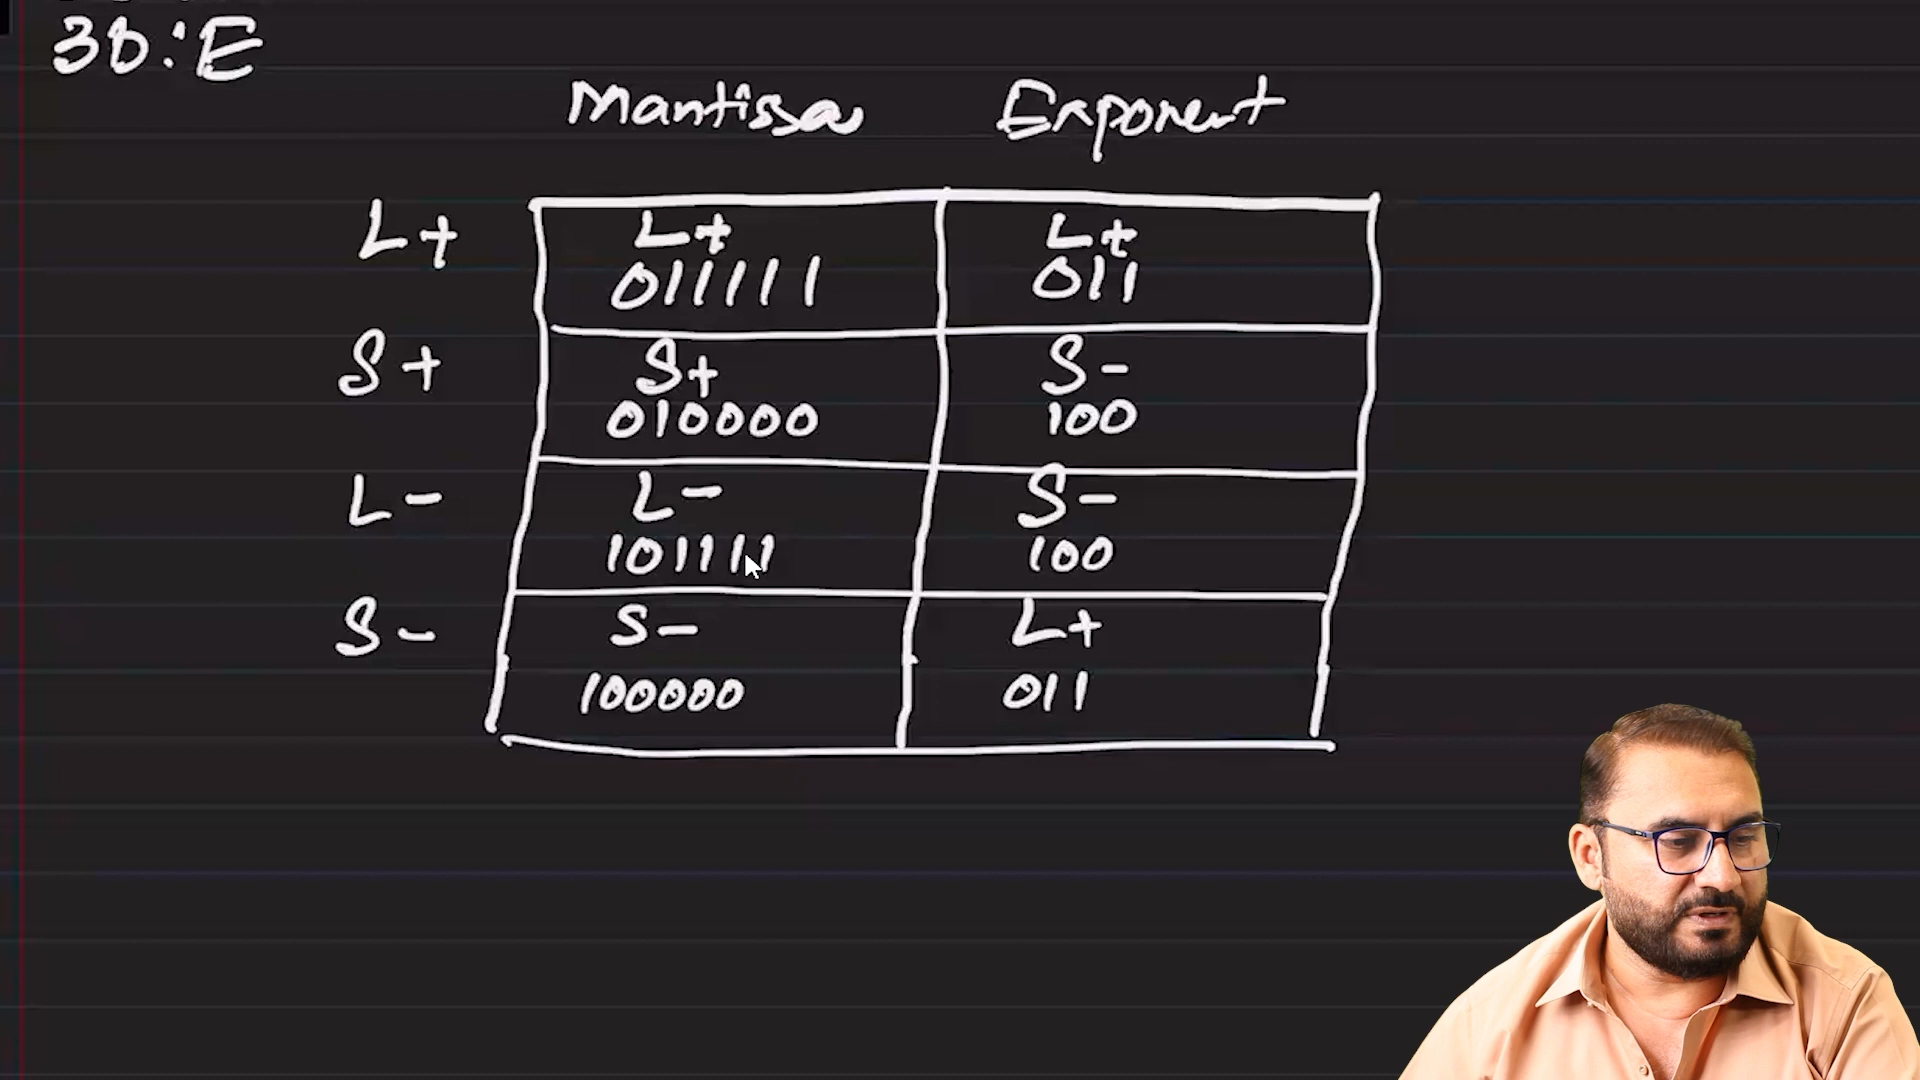 3b:E
Mantissa Exponent
L+ L+ L+
011111 011
S+ S+ S-
010000 100
L- L- S-
101111 100
S- S- L+
100000 011